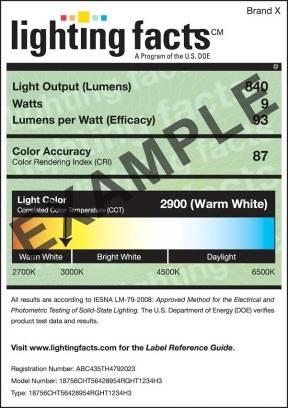 Brand X
lighting facts CM
A Program of the U.S. DOE
Light Output (Lumens) 840
Watts 9
Lumens per Watt (Efficacy) 93
Color Accuracy
Color Rendering Index (CRI) 87
Light Color
Correlated Color Temperature (CCT) 2900 (Warm White)
Warm White Bright White Daylight
2700K 3000K 4500K 6500K
All results are according to IESNA LM-79-2008: Approved Method for the Electrical and
Photometric Testing of Solid-State Lighting. The U.S. Department of Energy (DOE) verifies
product test data and results.
Visit www.lightingfacts.com for the Label Reference Guide.
Registration Number: ABC435TH4792023
Model Number: 18756CHT56428954RGHT1234H3
Type: 18756CHT56428954RGHT1234H3
EXAMPLE